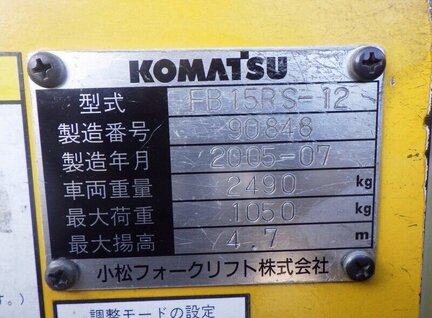 KOMATSU
型式 FB15RS-12
製造番号 90848
製造年月 2005-07
車両重量 2490 kg
最大荷重 1050 kg
最大揚高 4.7 m
小松フォークリフト株式会社
す。)
調整モードの設定